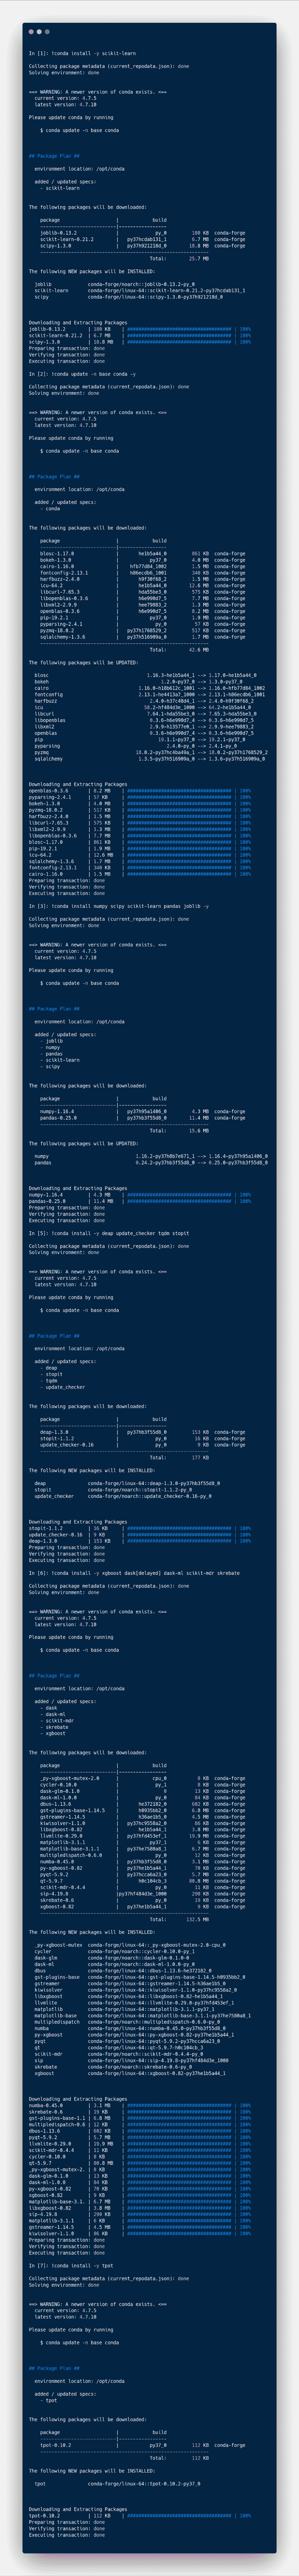 In [1]: !conda install -y scikit-learn
Collecting package metadata (current_repodata.json): done
Solving environment: done
==> WARNING: A newer version of conda exists. <==
current version: 4.7.5
latest version: 4.7.10
Please update conda by running
$ conda update -n base conda
## Package Plan ##
environment location: /opt/conda
added / updated specs:
- scikit-learn
The following packages will be downloaded:
package | build
---------------------------|-----------------
joblib-0.13.2 | py_0 180 KB conda-forge
scikit-learn-0.21.2 | py37hcdab131_1 6.7 MB conda-forge
scipy-1.3.0 | py37h921218d_0 18.8 MB conda-forge
------------------------------------------------------------
Total: 25.7 MB
The following NEW packages will be INSTALLED:
joblib conda-forge/noarch::joblib-0.13.2-py_0
scikit-learn conda-forge/linux-64::scikit-learn-0.21.2-py37hcdab131_1
scipy conda-forge/linux-64::scipy-1.3.0-py37h921218d_0
Downloading and Extracting Packages
joblib-0.13.2 | 180 KB | ##################################### | 100%
scikit-learn-0.21.2 | 6.7 MB | ##################################### | 100%
scipy-1.3.0 | 18.8 MB | ##################################### | 100%
Preparing transaction: done
Verifying transaction: done
Executing transaction: done
In [2]: !conda update -n base conda -y
Collecting package metadata (current_repodata.json): done
Solving environment: done
==> WARNING: A newer version of conda exists. <==
current version: 4.7.5
latest version: 4.7.10
Please update conda by running
$ conda update -n base conda
## Package Plan ##
environment location: /opt/conda
added / updated specs:
- conda
The following packages will be downloaded:
package | build
---------------------------|-----------------
blosc-1.17.0 | he1b5a44_0 861 KB conda-forge
bokeh-1.3.0 | py37_0 4.0 MB conda-forge
cairo-1.16.0 | hfb77d84_1002 1.5 MB conda-forge
fontconfig-2.13.1 | h86ecdb6_1001 340 KB conda-forge
harfbuzz-2.4.0 | h9f30f68_2 1.5 MB conda-forge
icu-64.2 | he1b5a44_0 12.6 MB conda-forge
libcurl-7.65.3 | hda55be3_0 575 KB conda-forge
libopenblas-0.3.6 | h6e990d7_5 7.7 MB conda-forge
libxml2-2.9.9 | hee79883_2 1.3 MB conda-forge
openblas-0.3.6 | h6e990d7_5 8.2 MB conda-forge
pip-19.2.1 | py37_0 1.9 MB conda-forge
pyparsing-2.4.1 | py_0 57 KB conda-forge
pyzmq-18.0.2 | py37h1768529_2 517 KB conda-forge
sqlalchemy-1.3.6 | py37h516909a_0 1.7 MB conda-forge
------------------------------------------------------------
Total: 42.6 MB
The following packages will be UPDATED:
blosc 1.16.3-he1b5a44_0 --> 1.17.0-he1b5a44_0
bokeh 1.2.0-py37_0 --> 1.3.0-py37_0
cairo 1.16.0-h18b612c_1001 --> 1.16.0-hfb77d84_1002
fontconfig 2.13.1-he4413a7_1000 --> 2.13.1-h86ecdb6_1001
harfbuzz 2.4.0-h37c48d4_1 --> 2.4.0-h9f30f68_2
icu 58.2-hf484d3e_1000 --> 64.2-he1b5a44_0
libcurl 7.64.1-hda55be3_0 --> 7.65.3-hda55be3_0
libopenblas 0.3.6-h6e990d7_4 --> 0.3.6-h6e990d7_5
libxml2 2.9.9-h13577e0_1 --> 2.9.9-hee79883_2
openblas 0.3.6-h6e990d7_4 --> 0.3.6-h6e990d7_5
pip 19.1.1-py37_0 --> 19.2.1-py37_0
pyparsing 2.4.0-py_0 --> 2.4.1-py_0
pyzmq 18.0.2-py37hc4ba49a_1 --> 18.0.2-py37h1768529_2
sqlalchemy 1.3.5-py37h516909a_0 --> 1.3.6-py37h516909a_0
Downloading and Extracting Packages
openblas-0.3.6 | 8.2 MB | ##################################### | 100%
pyparsing-2.4.1 | 57 KB | ##################################### | 100%
bokeh-1.3.0 | 4.0 MB | ##################################### | 100%
pyzmq-18.0.2 | 517 KB | ##################################### | 100%
harfbuzz-2.4.0 | 1.5 MB | ##################################### | 100%
libcurl-7.65.3 | 575 KB | ##################################### | 100%
libxml2-2.9.9 | 1.3 MB | ##################################### | 100%
libopenblas-0.3.6 | 7.7 MB | ##################################### | 100%
blosc-1.17.0 | 861 KB | ##################################### | 100%
pip-19.2.1 | 1.9 MB | ##################################### | 100%
icu-64.2 | 12.6 MB | ##################################### | 100%
sqlalchemy-1.3.6 | 1.7 MB | ##################################### | 100%
fontconfig-2.13.1 | 340 KB | ##################################### | 100%
cairo-1.16.0 | 1.5 MB | ##################################### | 100%
Preparing transaction: done
Verifying transaction: done
Executing transaction: done
In [3]: !conda install numpy scipy scikit-learn pandas joblib -y
Collecting package metadata (current_repodata.json): done
Solving environment: done
==> WARNING: A newer version of conda exists. <==
current version: 4.7.5
latest version: 4.7.10
Please update conda by running
$ conda update -n base conda
## Package Plan ##
environment location: /opt/conda
added / updated specs:
- joblib
- numpy
- pandas
- scikit-learn
- scipy
The following packages will be downloaded:
package | build
---------------------------|-----------------
numpy-1.16.4 | py37h95a1406_0 4.3 MB conda-forge
pandas-0.25.0 | py37hb3f55d8_0 11.4 MB conda-forge
------------------------------------------------------------
Total: 15.6 MB
The following packages will be UPDATED:
numpy 1.16.2-py37h8b7e671_1 --> 1.16.4-py37h95a1406_0
pandas 0.24.2-py37hb3f55d8_0 --> 0.25.0-py37hb3f55d8_0
Downloading and Extracting Packages
numpy-1.16.4 | 4.3 MB | ##################################### | 100%
pandas-0.25.0 | 11.4 MB | ##################################### | 100%
Preparing transaction: done
Verifying transaction: done
Executing transaction: done
In [5]: !conda install -y deap update_checker tqdm stopit
Collecting package metadata (current_repodata.json): done
Solving environment: done
==> WARNING: A newer version of conda exists. <==
current version: 4.7.5
latest version: 4.7.10
Please update conda by running
$ conda update -n base conda
## Package Plan ##
environment location: /opt/conda
added / updated specs:
- deap
- stopit
- tqdm
- update_checker
The following packages will be downloaded:
package | build
---------------------------|-----------------
deap-1.3.0 | py37hb3f55d8_0 153 KB conda-forge
stopit-1.1.2 | py_0 16 KB conda-forge
update_checker-0.16 | py_0 9 KB conda-forge
------------------------------------------------------------
Total: 177 KB
The following NEW packages will be INSTALLED:
deap conda-forge/linux-64::deap-1.3.0-py37hb3f55d8_0
stopit conda-forge/noarch::stopit-1.1.2-py_0
update_checker conda-forge/noarch::update_checker-0.16-py_0
Downloading and Extracting Packages
stopit-1.1.2 | 16 KB | ##################################### | 100%
update_checker-0.16 | 9 KB | ##################################### | 100%
deap-1.3.0 | 153 KB | ##################################### | 100%
Preparing transaction: done
Verifying transaction: done
Executing transaction: done
In [6]: !conda install -y xgboost dask[delayed] dask-ml scikit-mdr skrebate
Collecting package metadata (current_repodata.json): done
Solving environment: done
==> WARNING: A newer version of conda exists. <==
current version: 4.7.5
latest version: 4.7.10
Please update conda by running
$ conda update -n base conda
## Package Plan ##
environment location: /opt/conda
added / updated specs:
- dask
- dask-ml
- scikit-mdr
- skrebate
- xgboost
The following packages will be downloaded:
package | build
---------------------------|-----------------
_py-xgboost-mutex-2.0 | cpu_0 8 KB conda-forge
cycler-0.10.0 | py_1 8 KB conda-forge
dask-glm-0.1.0 | 0 13 KB conda-forge
dask-ml-1.0.0 | py_0 84 KB conda-forge
dbus-1.13.6 | he372182_0 602 KB conda-forge
gst-plugins-base-1.14.5 | h0935bb2_0 6.8 MB conda-forge
gstreamer-1.14.5 | h36ae1b5_0 4.5 MB conda-forge
kiwisolver-1.1.0 | py37hc9558a2_0 86 KB conda-forge
libxgboost-0.82 | he1b5a44_1 3.8 MB conda-forge
llvmlite-0.29.0 | py37hfd453ef_1 19.9 MB conda-forge
matplotlib-3.1.1 | py37_1 6 KB conda-forge
matplotlib-base-3.1.1 | py37he7580a8_1 6.7 MB conda-forge
multipledispatch-0.6.0 | py_0 12 KB conda-forge
numba-0.45.0 | py37hb3f55d8_0 3.1 MB conda-forge
py-xgboost-0.82 | py37he1b5a44_1 70 KB conda-forge
pyqt-5.9.2 | py37hcca6a23_0 5.7 MB conda-forge
qt-5.9.7 | h0c104cb_3 80.8 MB conda-forge
scikit-mdr-0.4.4 | py_0 11 KB conda-forge
sip-4.19.8 |py37hf484d3e_1000 290 KB conda-forge
skrebate-0.6 | py_0 19 KB conda-forge
xgboost-0.82 | py37he1b5a44_1 9 KB conda-forge
------------------------------------------------------------
Total: 132.5 MB
The following NEW packages will be INSTALLED:
_py-xgboost-mutex conda-forge/linux-64::_py-xgboost-mutex-2.0-cpu_0
cycler conda-forge/noarch::cycler-0.10.0-py_1
dask-glm conda-forge/noarch::dask-glm-0.1.0-0
dask-ml conda-forge/noarch::dask-ml-1.0.0-py_0
dbus conda-forge/linux-64::dbus-1.13.6-he372182_0
gst-plugins-base conda-forge/linux-64::gst-plugins-base-1.14.5-h0935bb2_0
gstreamer conda-forge/linux-64::gstreamer-1.14.5-h36ae1b5_0
kiwisolver conda-forge/linux-64::kiwisolver-1.1.0-py37hc9558a2_0
libxgboost conda-forge/linux-64::libxgboost-0.82-he1b5a44_1
llvmlite conda-forge/linux-64::llvmlite-0.29.0-py37hfd453ef_1
matplotlib conda-forge/linux-64::matplotlib-3.1.1-py37_1
matplotlib-base conda-forge/linux-64::matplotlib-base-3.1.1-py37he7580a8_1
multipledispatch conda-forge/noarch::multipledispatch-0.6.0-py_0
numba conda-forge/linux-64::numba-0.45.0-py37hb3f55d8_0
py-xgboost conda-forge/linux-64::py-xgboost-0.82-py37he1b5a44_1
pyqt conda-forge/linux-64::pyqt-5.9.2-py37hcca6a23_0
qt conda-forge/linux-64::qt-5.9.7-h0c104cb_3
scikit-mdr conda-forge/noarch::scikit-mdr-0.4.4-py_0
sip conda-forge/linux-64::sip-4.19.8-py37hf484d3e_1000
skrebate conda-forge/noarch::skrebate-0.6-py_0
xgboost conda-forge/linux-64::xgboost-0.82-py37he1b5a44_1
Downloading and Extracting Packages
numba-0.45.0 | 3.1 MB | ##################################### | 100%
skrebate-0.6 | 19 KB | ##################################### | 100%
gst-plugins-base-1.1 | 6.8 MB | ##################################### | 100%
multipledispatch-0.6 | 12 KB | ##################################### | 100%
dbus-1.13.6 | 602 KB | ##################################### | 100%
pyqt-5.9.2 | 5.7 MB | ##################################### | 100%
llvmlite-0.29.0 | 19.9 MB | ##################################### | 100%
scikit-mdr-0.4.4 | 11 KB | ##################################### | 100%
cycler-0.10.0 | 8 KB | ##################################### | 100%
qt-5.9.7 | 80.8 MB | ##################################### | 100%
_py-xgboost-mutex-2. | 8 KB | ##################################### | 100%
dask-glm-0.1.0 | 13 KB | ##################################### | 100%
dask-ml-1.0.0 | 84 KB | ##################################### | 100%
py-xgboost-0.82 | 70 KB | ##################################### | 100%
xgboost-0.82 | 9 KB | ##################################### | 100%
matplotlib-base-3.1. | 6.7 MB | ##################################### | 100%
libxgboost-0.82 | 3.8 MB | ##################################### | 100%
sip-4.19.8 | 290 KB | ##################################### | 100%
matplotlib-3.1.1 | 6 KB | ##################################### | 100%
gstreamer-1.14.5 | 4.5 MB | ##################################### | 100%
kiwisolver-1.1.0 | 86 KB | ##################################### | 100%
Preparing transaction: done
Verifying transaction: done
Executing transaction: done
In [7]: !conda install -y tpot
Collecting package metadata (current_repodata.json): done
Solving environment: done
==> WARNING: A newer version of conda exists. <==
current version: 4.7.5
latest version: 4.7.10
Please update conda by running
$ conda update -n base conda
## Package Plan ##
environment location: /opt/conda
added / updated specs:
- tpot
The following packages will be downloaded:
package | build
---------------------------|-----------------
tpot-0.10.2 | py37_0 112 KB conda-forge
------------------------------------------------------------
Total: 112 KB
The following NEW packages will be INSTALLED:
tpot conda-forge/linux-64::tpot-0.10.2-py37_0
Downloading and Extracting Packages
tpot-0.10.2 | 112 KB | ##################################### | 100%
Preparing transaction: done
Verifying transaction: done
Executing transaction: done